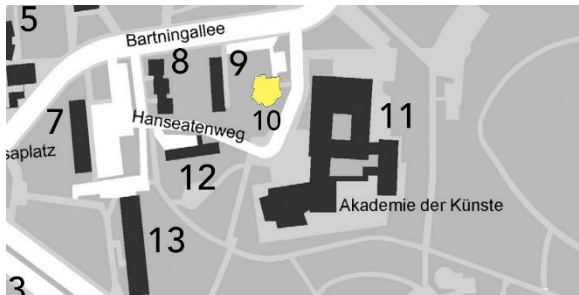 5
Bartningallee
8
9
7
10
11
Hanseatenweg
saplatz
12
Akademie der Künste
13
3